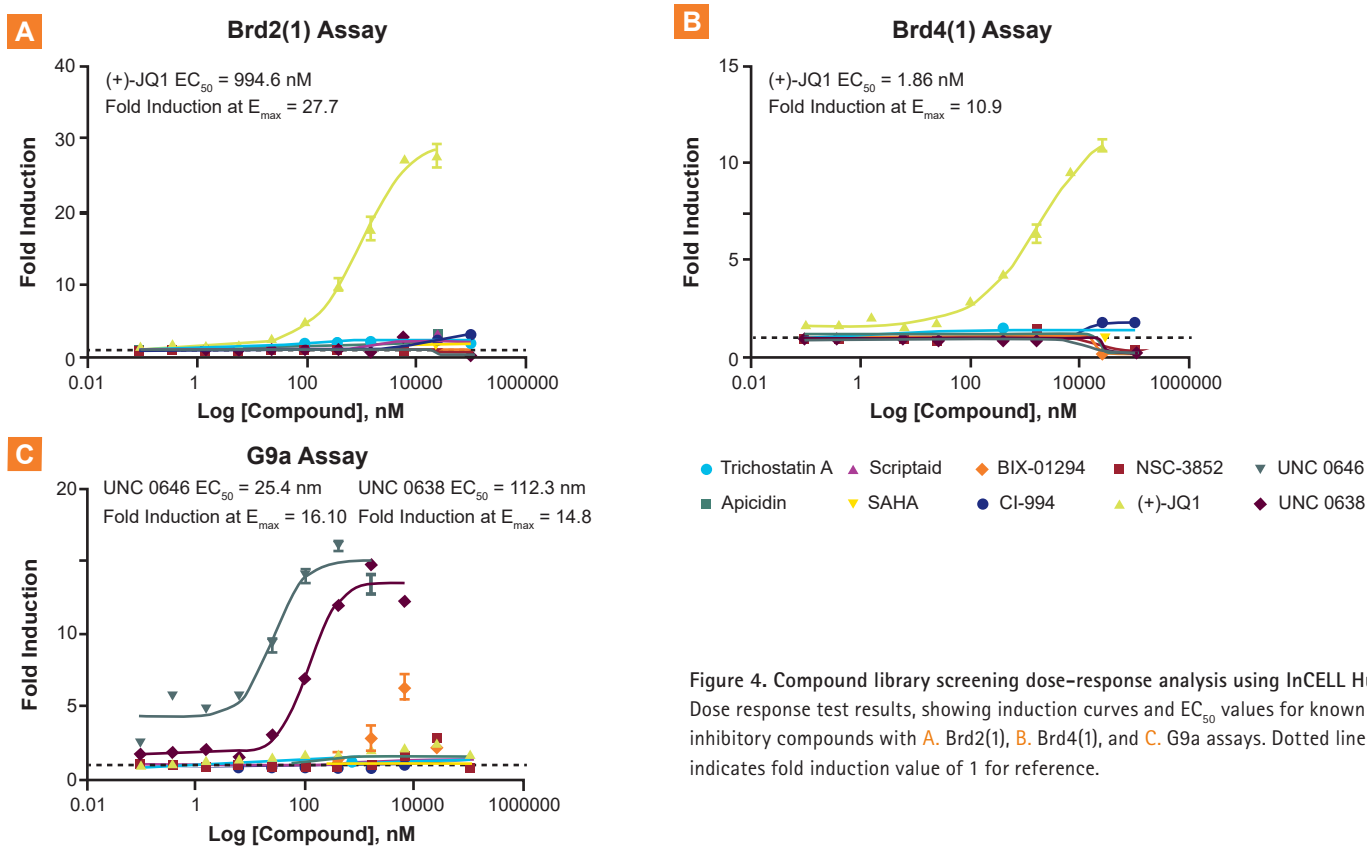 A
Brd2(1) Assay
(+)-JQ1 EC50 = 994.6 nM
Fold Induction at Emax = 27.7
40
30
20
10
0
Fold Induction
0.01 1 100 10000 1000000
Log [Compound], nM
B
Brd4(1) Assay
(+)-JQ1 EC50 = 1.86 nM
Fold Induction at Emax = 10.9
15
10
5
0
Fold Induction
0.01 1 100 10000 1000000
Log [Compound], nM
C
G9a Assay
UNC 0646 EC50 = 25.4 nm UNC 0638 EC50 = 112.3 nm
Fold Induction at Emax = 16.10 Fold Induction at Emax = 14.8
20
10
5
0
Fold Induction
0.01 1 100 10000 1000000
Log [Compound], nM
Trichostatin A Scriptaid BIX-01294 NSC-3852 UNC 0646
Apicidin SAHA CI-994 (+)-JQ1 UNC 0638
Figure 4. Compound library screening dose-response analysis using InCELL
Dose response test results, showing induction curves and EC50 values for known
inhibitory compounds with A. Brd2(1), B. Brd4(1), and C. G9a assays. Dotted line
indicates fold induction value of 1 for reference.